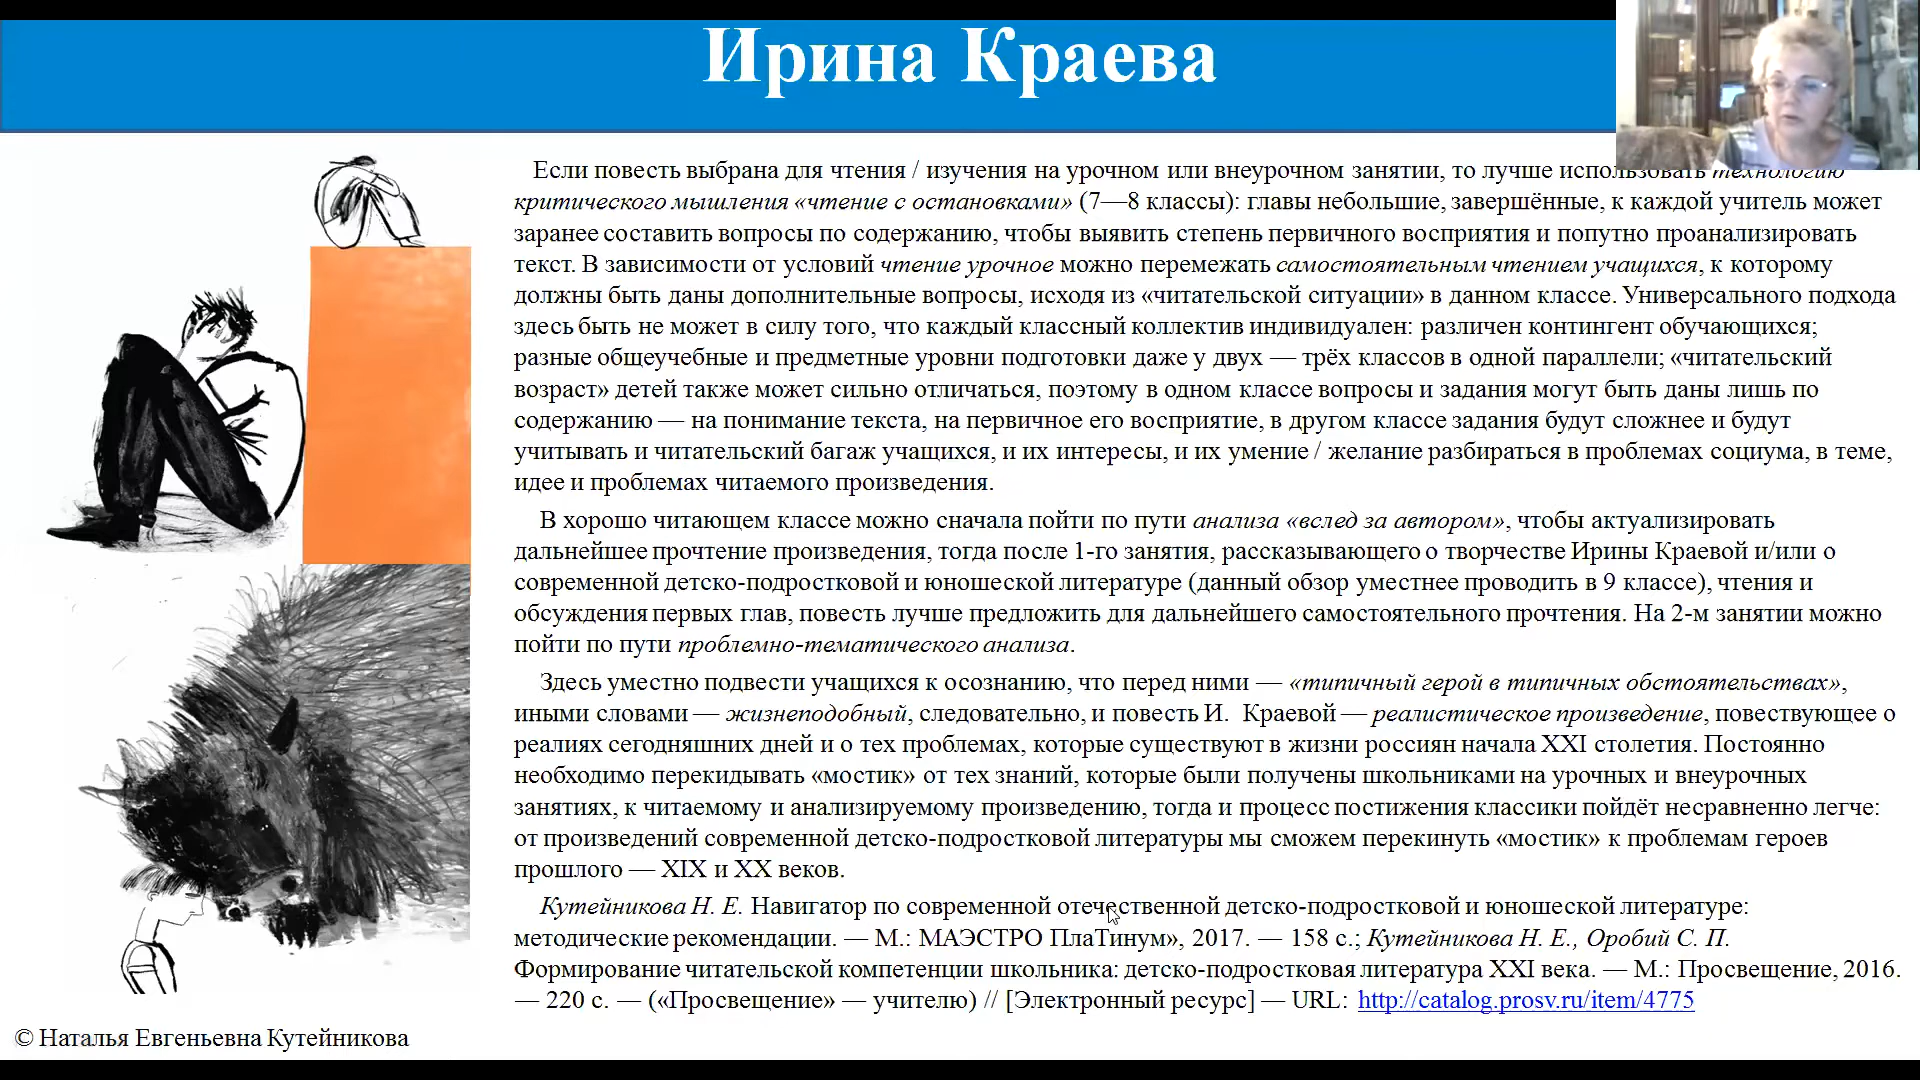 Ирина Краева
Если повесть выбрана для чтения / изучения на урочном или внеурочном занятии, то лучше использовать технологию
критического мышления «чтение с остановками» (7—8 классы): главы небольшие, завершённые, к каждой учитель может
заранее составить вопросы по содержанию, чтобы выявить степень первичного восприятия и попутно проанализировать
текст. В зависимости от условий чтение урочное можно перемежать самостоятельным чтением учащихся, к которому
должны быть даны дополнительные вопросы, исходя из «читательской ситуации» в данном классе. Универсального подхода
здесь быть не может в силу того, что каждый классный коллектив индивидуален: различен контингент обучающихся;
разные общеучебные и предметные уровни подготовки даже у двух — трёх классов в одной параллели; «читательский
возраст» детей также может сильно отличаться, поэтому в одном классе вопросы и задания могут быть даны лишь по
содержанию — на понимание текста, на первичное его восприятие, в другом классе задания будут сложнее и будут
учитывать и читательский багаж учащихся, и их интересы, и их умение / желание разбираться в проблемах социума, в теме,
идее и проблемах читаемого произведения.
В хорошо читающем классе можно сначала пойти по пути анализа «вслед за автором», чтобы актуализировать
дальнейшее прочтение произведения, тогда после 1-го занятия, рассказывающего о творчестве Ирины Краевой и/или о
современной детско-подростковой и юношеской литературе (данный обзор уместнее проводить в 9 классе), чтения и
обсуждения первых глав, повесть лучше предложить для дальнейшего самостоятельного прочтения. На 2-м занятии можно
пойти по пути проблемно-тематического анализа.
Здесь уместно подвести учащихся к осознанию, что перед ними — «типичный герой в типичных обстоятельствах»,
иными словами — жизнеподобный, следовательно, и повесть И. Краевой — реалистическое произведение, повествующее о
реалиях сегодняшних дней и о тех проблемах, которые существуют в жизни россиян начала XXI столетия. Постоянно
необходимо перекидывать «мостик» от тех знаний, которые были получены школьниками на урочных и внеурочных
занятиях, к читаемому и анализируемому произведению, тогда и процесс постижения классики пойдёт несравненно легче:
от произведений современной детско-подростковой литературы мы сможем перекинуть «мостик» к проблемам героев
прошлого — XIX и XX веков.
Кутейникова Н. Е. Навигатор по современной отечественной детско-подростковой и юношеской литературе:
методические рекомендации. — М.: МАЭСТРО ПлаТинум», 2017. — 158 с.; Кутейникова Н. Е., Оробий С. П.
Формирование читательской компетенции школьника: детско-подростковая литература XXI века. — М.: Просвещение, 2016.
— 220 с. — («Просвещение» — учителю) // [Электронный ресурс] — URL: http://catalog.prosv.ru/item/4775
© Наталья Евгеньевна Кутейникова